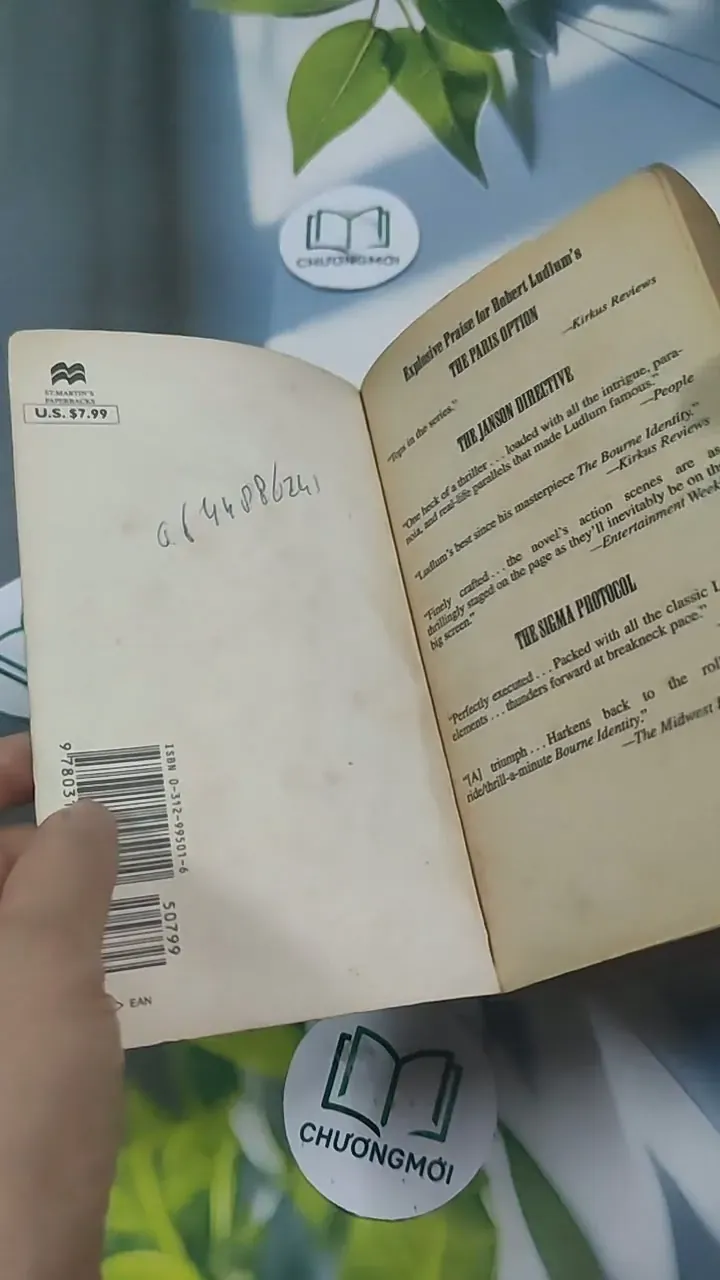 CHƯƠNGMỚI
ST.MARTIN'S
PAPERBACKS
U.S. $7.99
ISBN 0-312-99501-6
50799
EAN
Explosive Praise for Robert Ludlum's
THE PARIS OPTION
"Tops in the series."
—Kirkus Reviews
THE JANSON DIRECTIVE
"One heck of a thriller . . . loaded with all the intrigue, para-
noia, and real-life parallels that made Ludlum famous."
—People
"Ludlum's best since his masterpiece The Bourne Identity."
—Kirkus Reviews
"Finely crafted . . . the novel's action scenes are as
thrillingly staged on the page as they'll inevitably be on the
big screen."
—Entertainment Week
THE SIGMA PROTOCOL
"Perfectly executed . . . Packed with all the classic L
elements . . . thunders forward at breakneck pace."
"[A] triumph . . . Harkens back to the rol
ride/thrill-a-minute Bourne Identity."
—The Midwest
CHƯƠNGMỚI